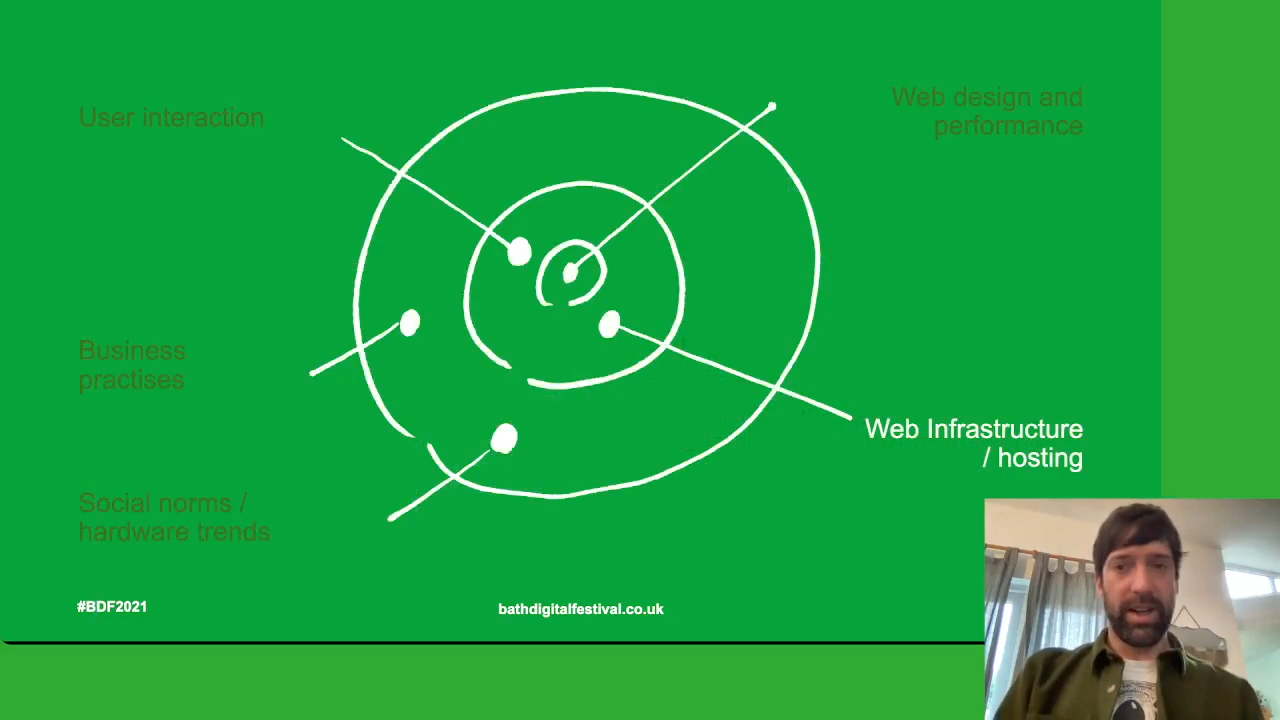 User interaction
Web design and
performance
Business
practises
Web Infrastructure
/ hosting
Social norms /
hardware trends
#BDF2021
bathdigitalfestival.co.uk